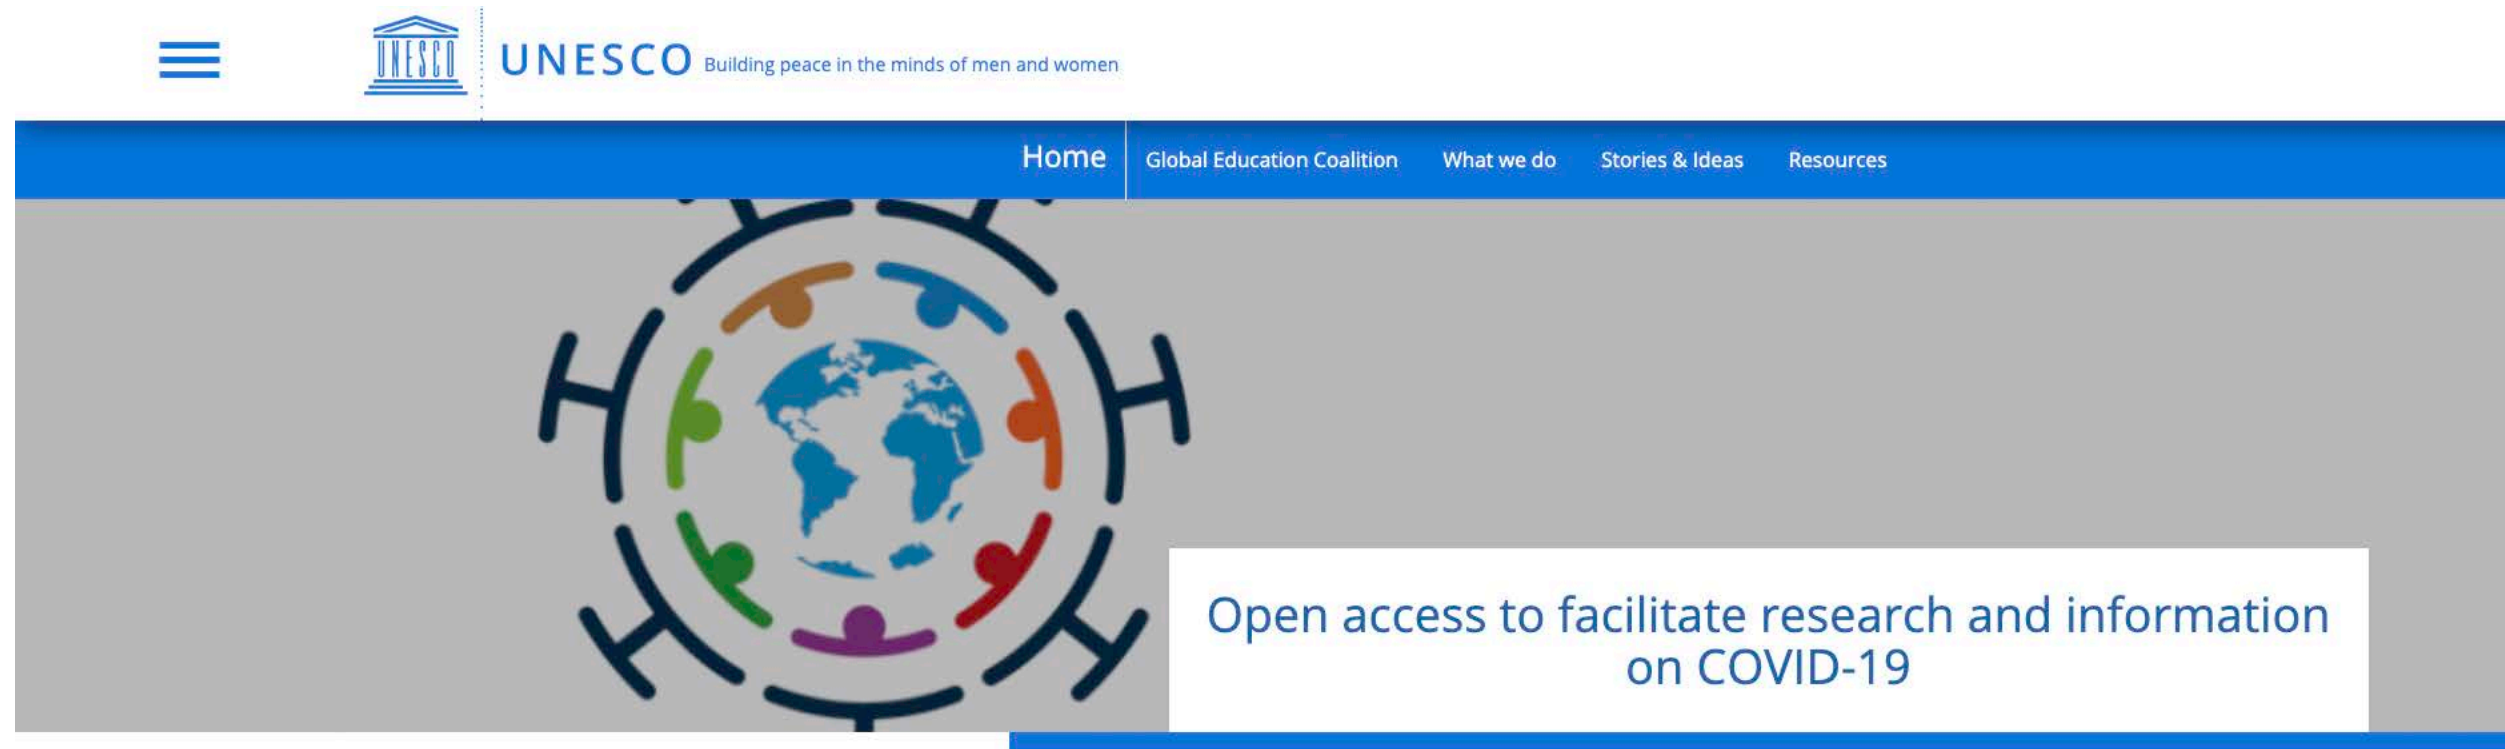 UNESCO
UNESCO Building peace in the minds of men and women
Home Global Education Coalition What we do Stories & Ideas Resources
Open access to facilitate research and information
on COVID-19